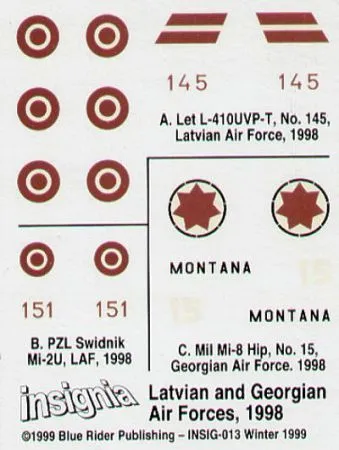 145
145
A. Let L-410UVP-T, No. 145,
Latvian Air Force, 1998
151
151
B. PZL Swidnik
Mi-2U, LAF, 1998
MONTANA
15
15
MONTANA
C. Mil Mi-8 Hip, No. 15,
Georgian Air Force. 1998
insignia
Latvian and Georgian
Air Forces, 1998
©1999 Blue Rider Publishing – INSIG-013 Winter 1999